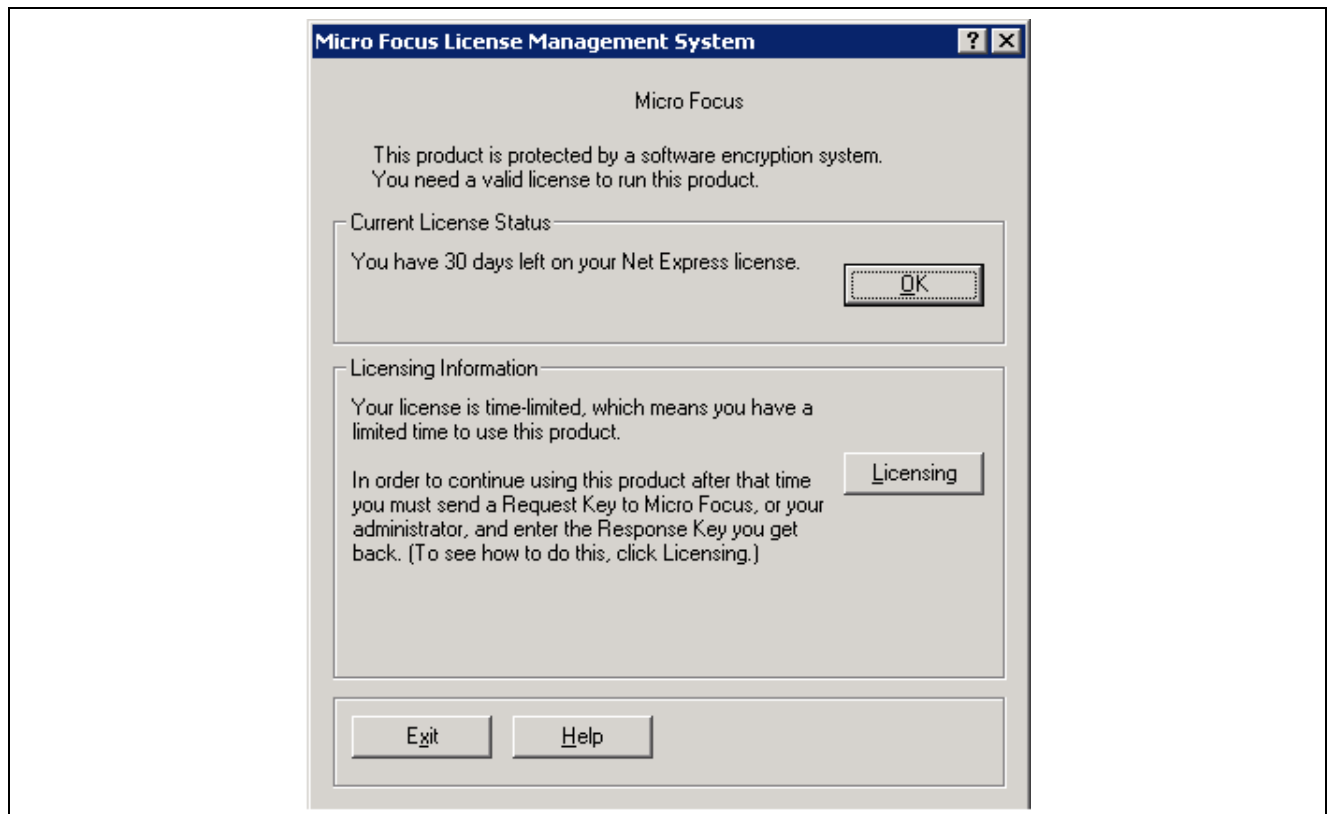 Micro Focus License Management System
Micro Focus
This product is protected by a software encryption system.
You need a valid license to run this product.
Current License Status
You have 30 days left on your Net Express license.
OK
Licensing Information
Your license is time-limited, which means you have a
limited time to use this product.
Licensing
In order to continue using this product after that time
you must send a Request Key to Micro Focus, or your
administrator, and enter the Response Key you get
back. (To see how to do this, click Licensing.)
Exit
Help